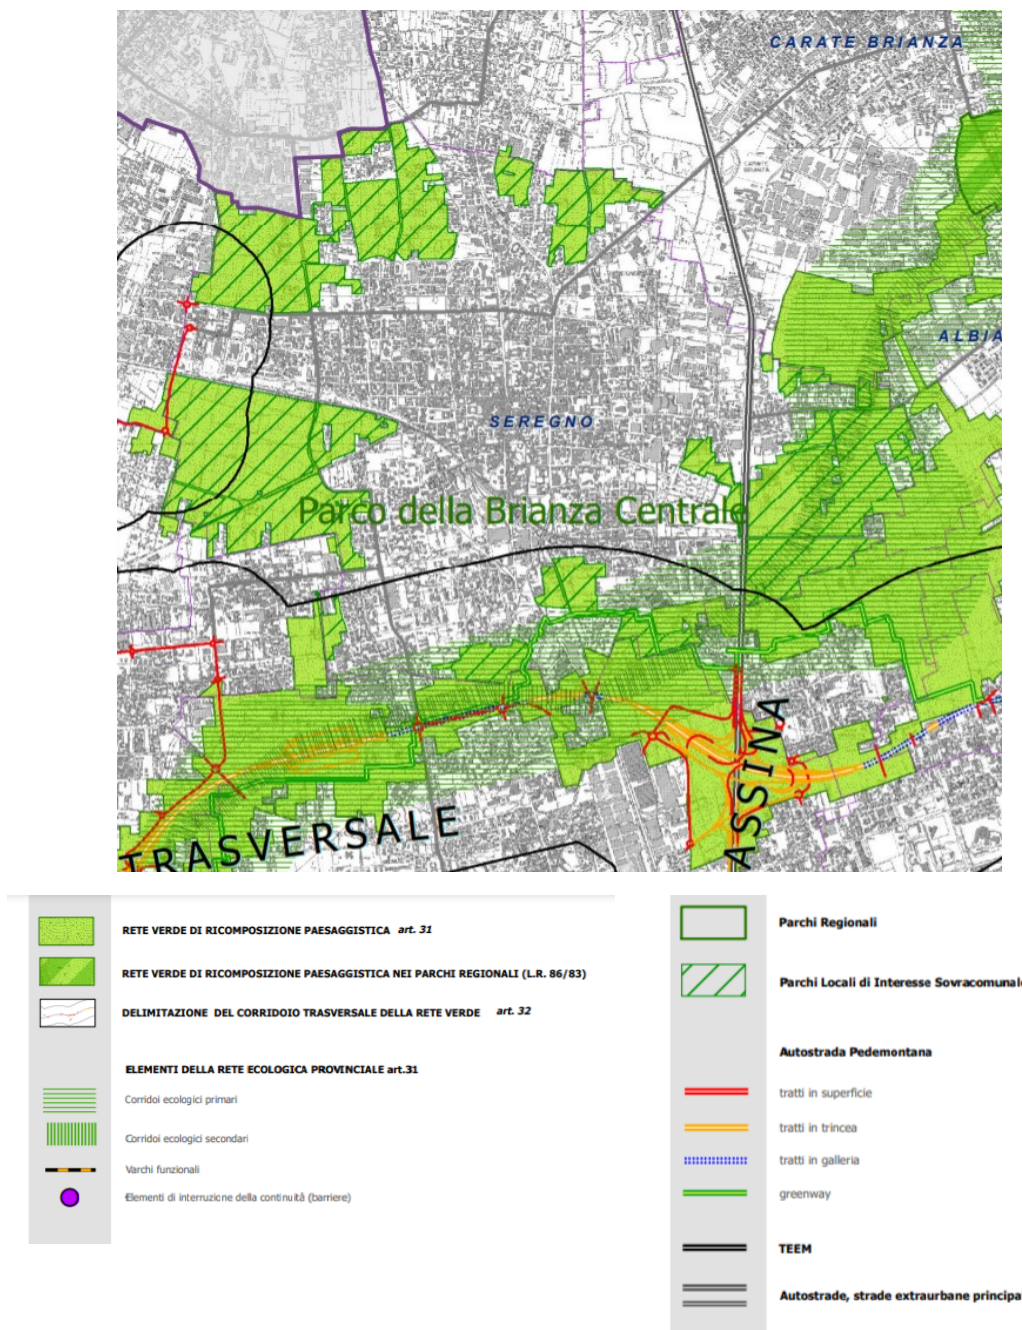 CARATE BRIANZA
ALBIA
SEREGNO
Parco della Brianza Centrale
TRASVERSALE
ASSINA
RETE VERDE DI RICOMPOSIZIONE PAESAGGISTICA art. 31
RETE VERDE DI RICOMPOSIZIONE PAESAGGISTICA NEI PARCHI REGIONALI (L.R. 86/83)
DELIMITAZIONE DEL CORRIDOIO TRASVERSALE DELLA RETE VERDE art. 32
ELEMENTI DELLA RETE ECOLOGICA PROVINCIALE art.31
Corridoi ecologici primari
Corridoi ecologici secondari
Varchi funzionali
Elementi di interruzione della continuità (barriere)
Parchi Regionali
Parchi Locali di Interesse Sovracomunale
Autostrada Pedemontana
tratti in superficie
tratti in trincea
tratti in galleria
greenway
TEEM
Autostrade, strade extraurbane principa